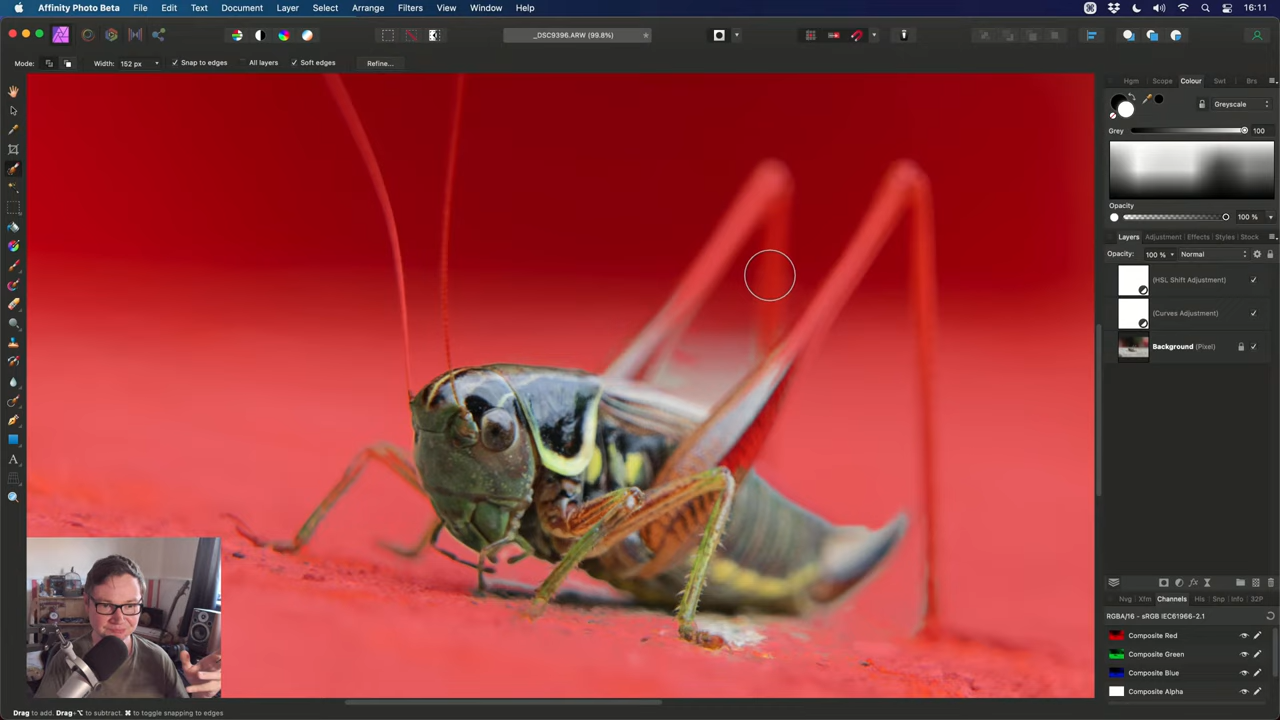 Affinity Photo Beta File Edit Text Document Layer Select Arrange Filters View Window Help 16:11
_DSC9396.ARW (99.8%)
Mode: Width: 152 px Snap to edges All layers Soft edges Refine...
Hgm Scope Colour Swt Brs
Greyscale
Grey 100
Opacity
100 %
Layers Adjustment Effects Styles Stock
Opacity: 100 % Normal
(HSL Shift Adjustment)
(Curves Adjustment)
Background (Pixel)
Nvg Xfm Channels His Snp Info 32P
RGBA/16 - sRGB IEC61966-2.1
Composite Red
Composite Green
Composite Blue
Composite Alpha
Drag to add. Drag+⌥ to subtract. ⌘ to toggle snapping to edges